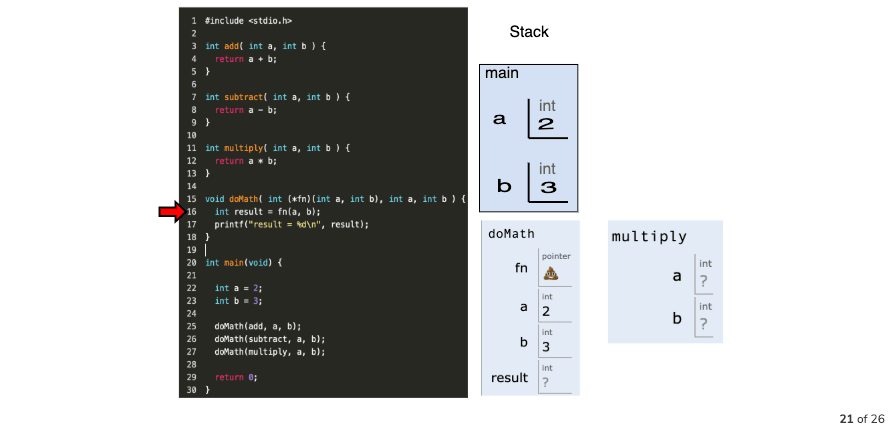 1 #include <stdio.h>
2
3 int add( int a, int b ) {
4 return a + b;
5 }
6
7 int subtract( int a, int b ) {
8 return a - b;
9 }
10
11 int multiply( int a, int b ) {
12 return a * b;
13 }
14
15 void doMath( int (*fn)(int a, int b), int a, int b ) {
16 int result = fn(a, b);
17 printf("result = %d\n", result);
18 }
19
20 int main(void) {
21
22 int a = 2;
23 int b = 3;
24
25 doMath(add, a, b);
26 doMath(subtract, a, b);
27 doMath(multiply, a, b);
28
29 return 0;
30 }
Stack
main
int
a 2
int
b 3
doMath
pointer
fn 💩
int
a 2
int
b 3
int
result ?
multiply
int
a ?
int
b ?
21 of 26